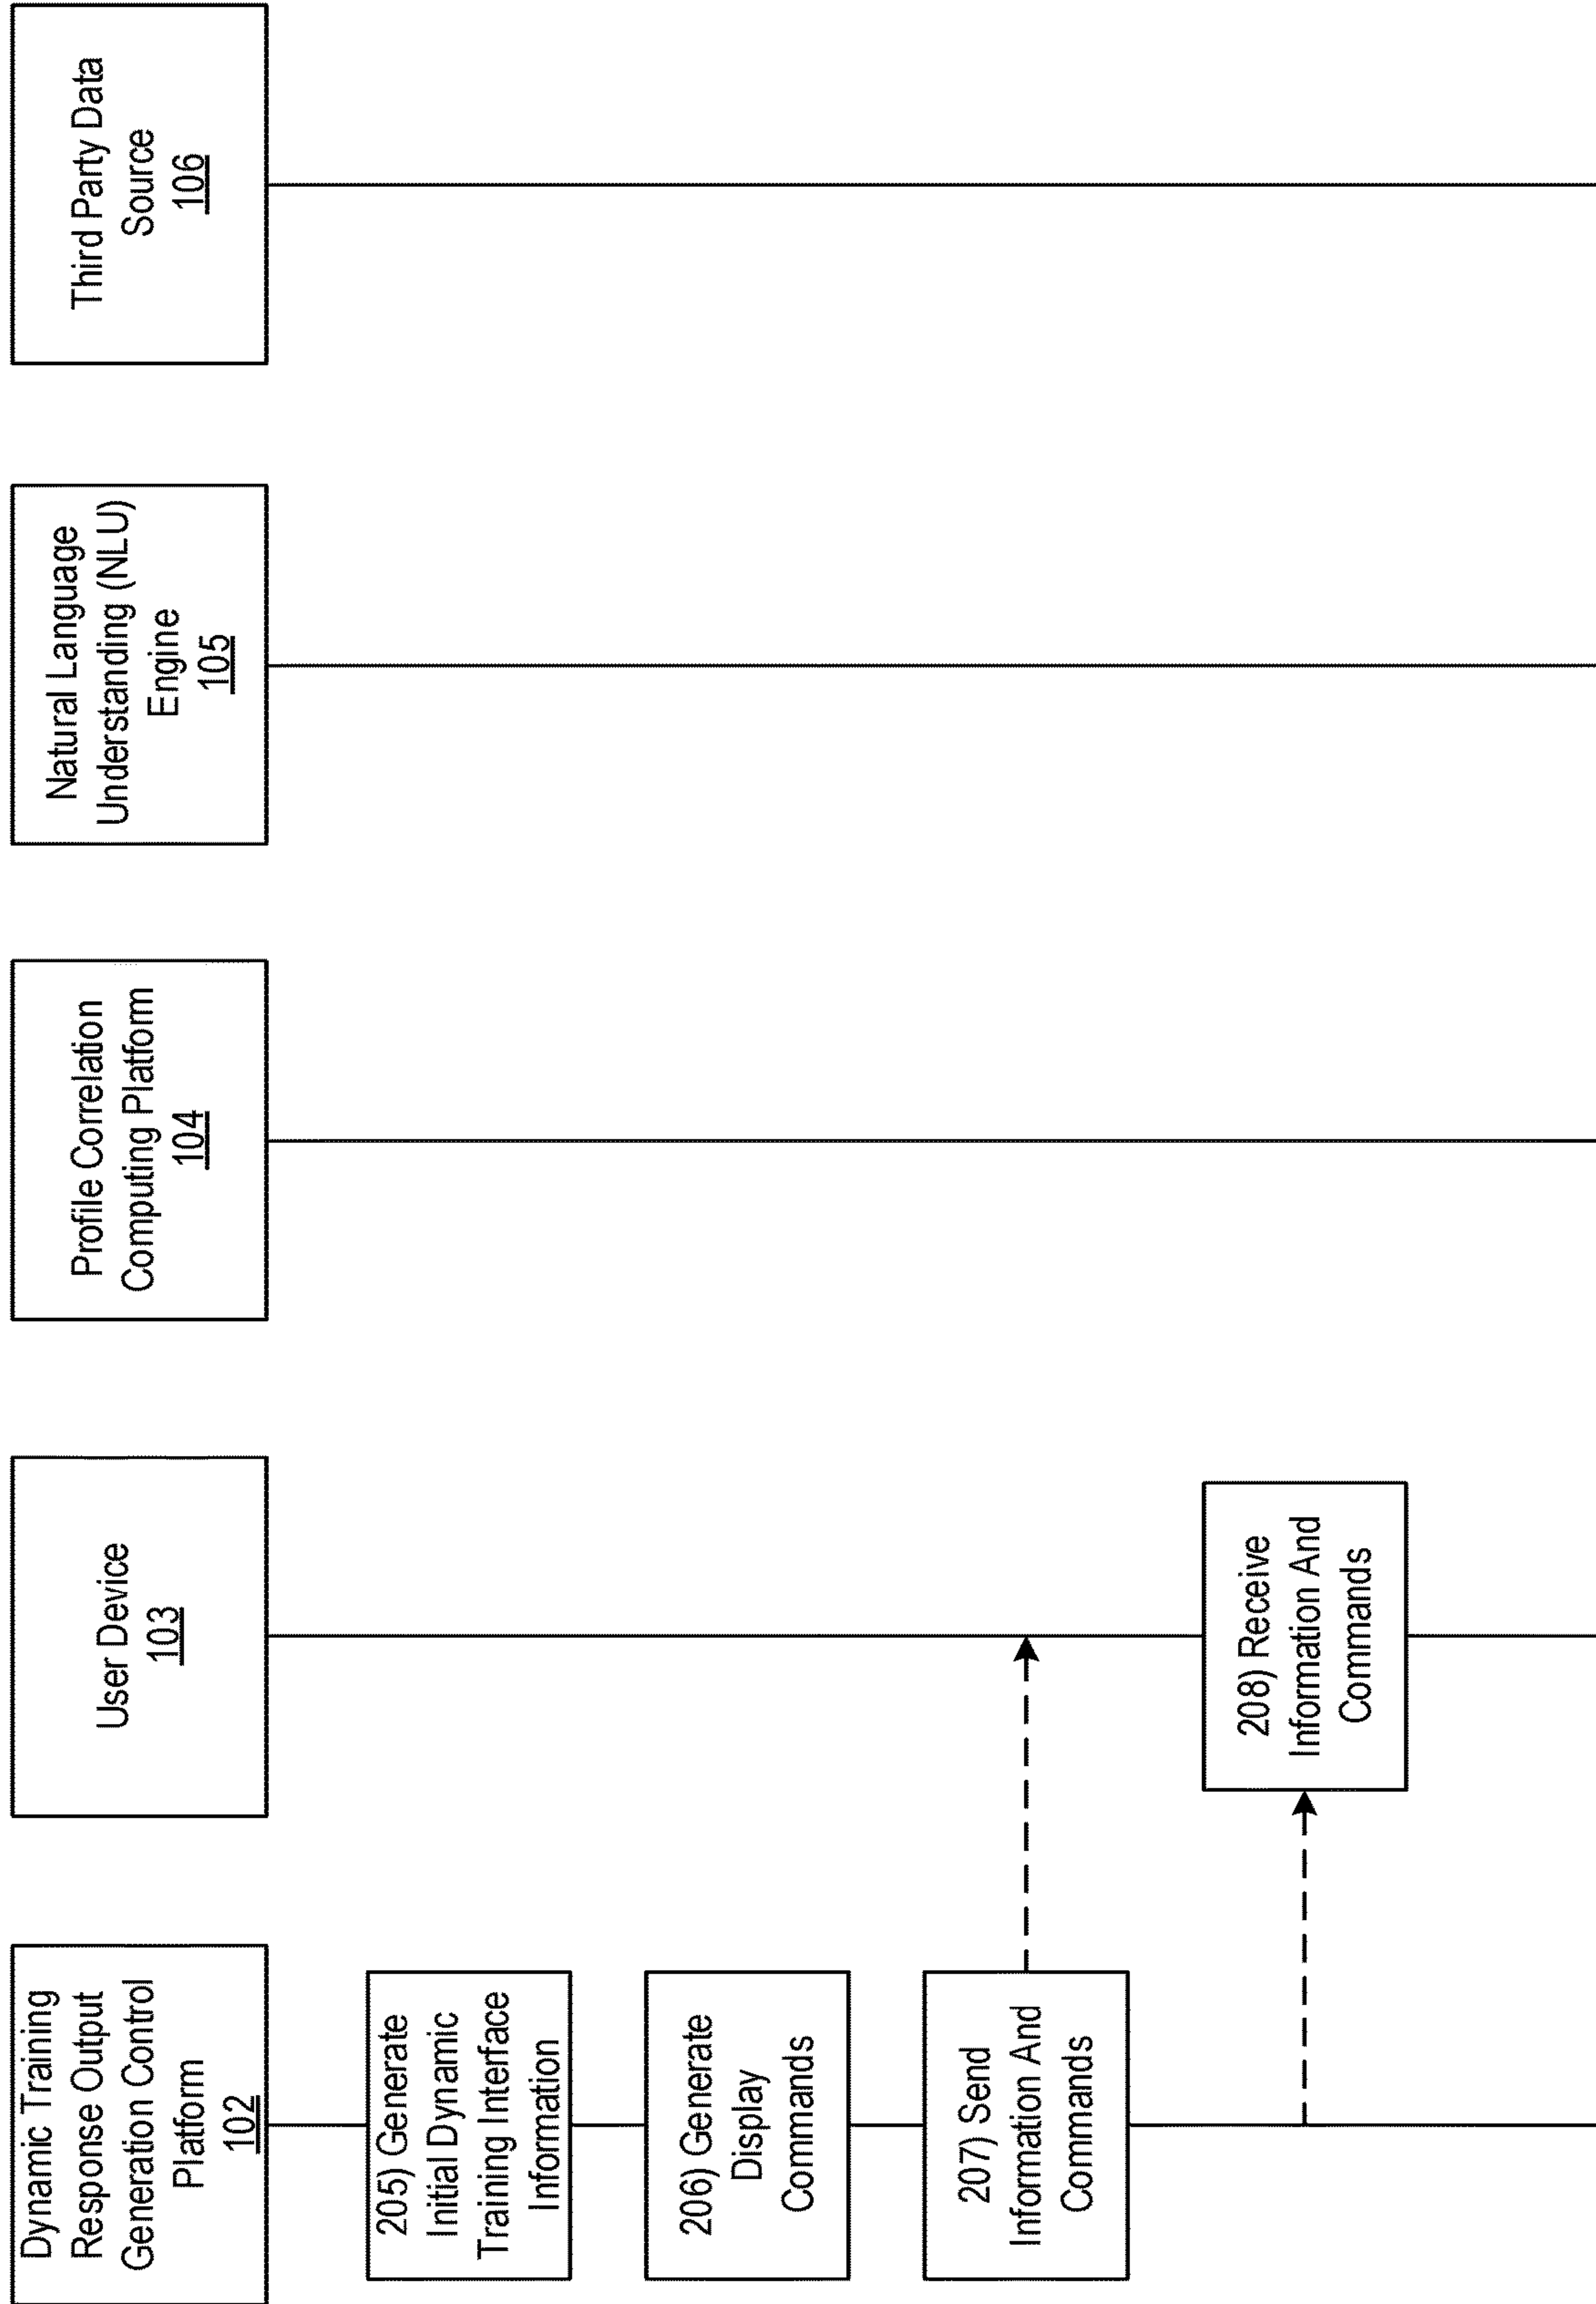 Dynamic Training
Response Output
Generation Control
Platform
102
User Device
103
Profile Correlation
Computing Platform
104
Natural Language
Understanding (NLU)
Engine
105
Third Party Data
Source
106
205) Generate
Initial Dynamic
Training Interface
Information
206) Generate
Display
Commands
207) Send
Information And
Commands
208) Receive
Information And
Commands